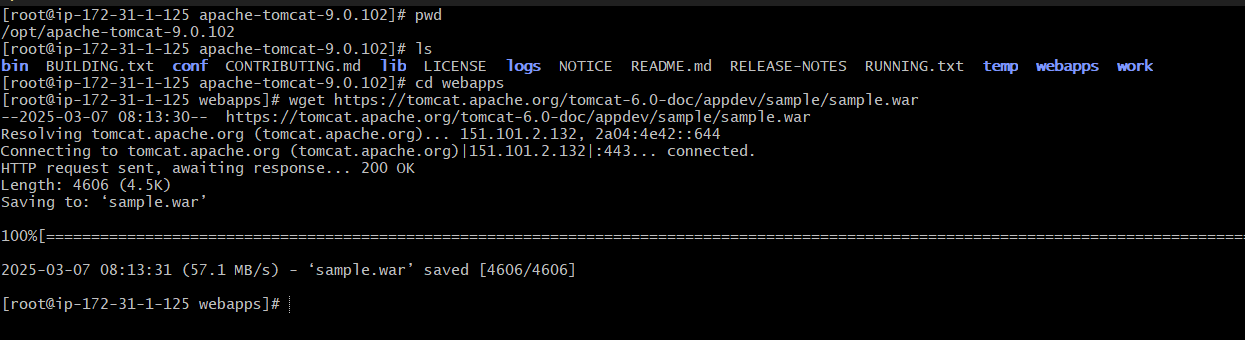 [root@ip-172-31-1-125 apache-tomcat-9.0.102]# pwd
/opt/apache-tomcat-9.0.102
[root@ip-172-31-1-125 apache-tomcat-9.0.102]# ls
bin  BUILDING.txt  conf  CONTRIBUTING.md  lib  LICENSE  logs  NOTICE  README.md  RELEASE-NOTES  RUNNING.txt  temp  webapps  work
[root@ip-172-31-1-125 apache-tomcat-9.0.102]# cd webapps
[root@ip-172-31-1-125 webapps]# wget https://tomcat.apache.org/tomcat-6.0-doc/appdev/sample/sample.war
--2025-03-07 08:13:30--  https://tomcat.apache.org/tomcat-6.0-doc/appdev/sample/sample.war
Resolving tomcat.apache.org (tomcat.apache.org)... 151.101.2.132, 2a04:4e42::644
Connecting to tomcat.apache.org (tomcat.apache.org)|151.101.2.132|:443... connected.
HTTP request sent, awaiting response... 200 OK
Length: 4606 (4.5K)
Saving to: ‘sample.war’
100%[==============================================================================================================================================
2025-03-07 08:13:31 (57.1 MB/s) - ‘sample.war’ saved [4606/4606]
[root@ip-172-31-1-125 webapps]#